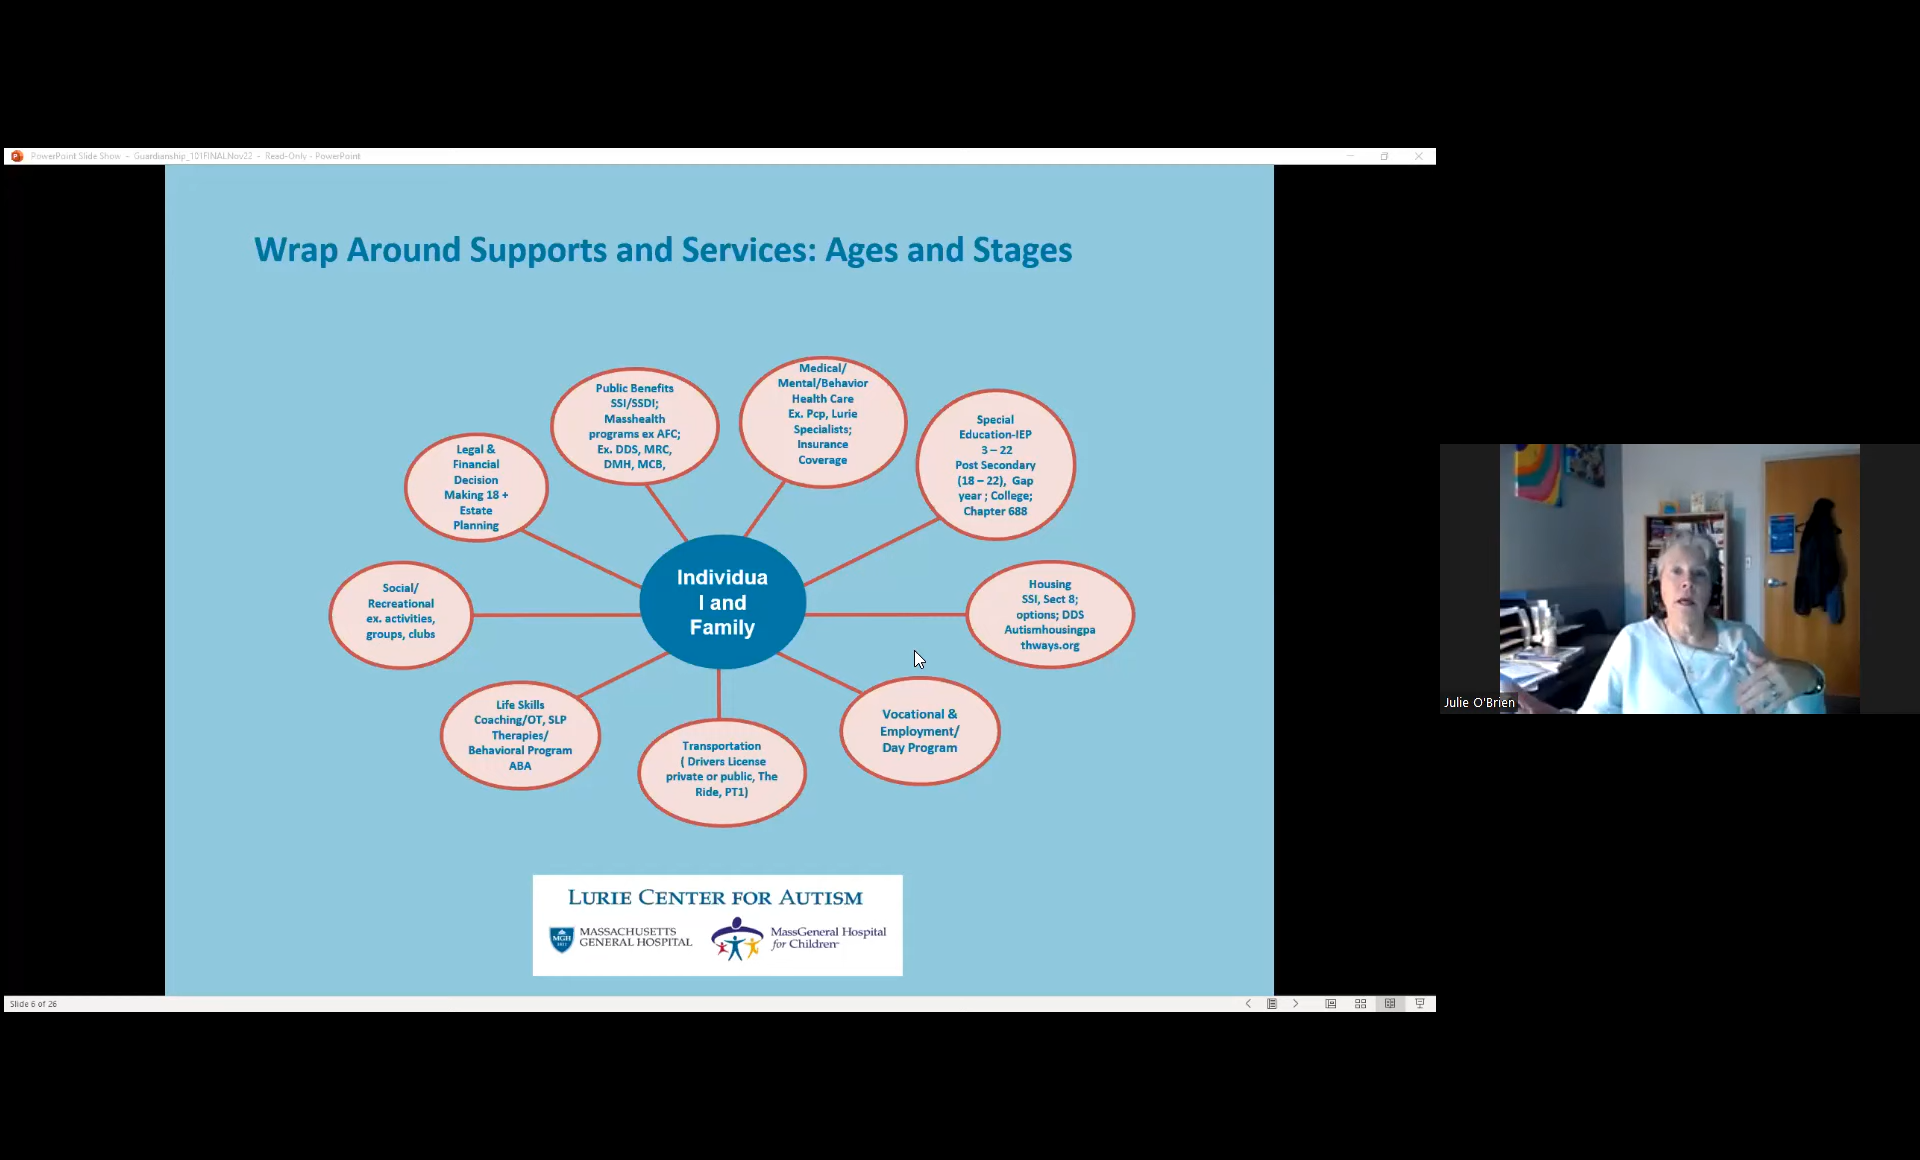 PowerPoint Slide Show - Guardianship_101FINALNov22 - Read-Only - PowerPoint
Wrap Around Supports and Services: Ages and Stages
Medical/
Mental/Behavior
Health Care
Ex. Pcp, Lurie
Specialists;
Insurance
Coverage
Public Benefits
SSI/SSDI;
Masshealth
programs ex AFC;
Ex. DDS, MRC,
DMH, MCB,
Special
Education-IEP
3 – 22
Post Secondary
(18 – 22), Gap
year ; College;
Chapter 688
Legal &
Financial
Decision
Making 18 +
Estate
Planning
Individua
l and
Family
Social/
Recreational
ex. activities,
groups, clubs
Housing
SSI, Sect 8;
options; DDS
Autismhousingpa
thways.org
Life Skills
Coaching/OT, SLP
Therapies/
Behavioral Program
ABA
Transportation
( Drivers License
private or public, The
Ride, PT1)
Vocational &
Employment/
Day Program
LURIE CENTER FOR AUTISM
MGH
1811
MASSACHUSETTS
GENERAL HOSPITAL
MassGeneral Hospital
for Children
Slide 6 of 26
Julie O'Brien